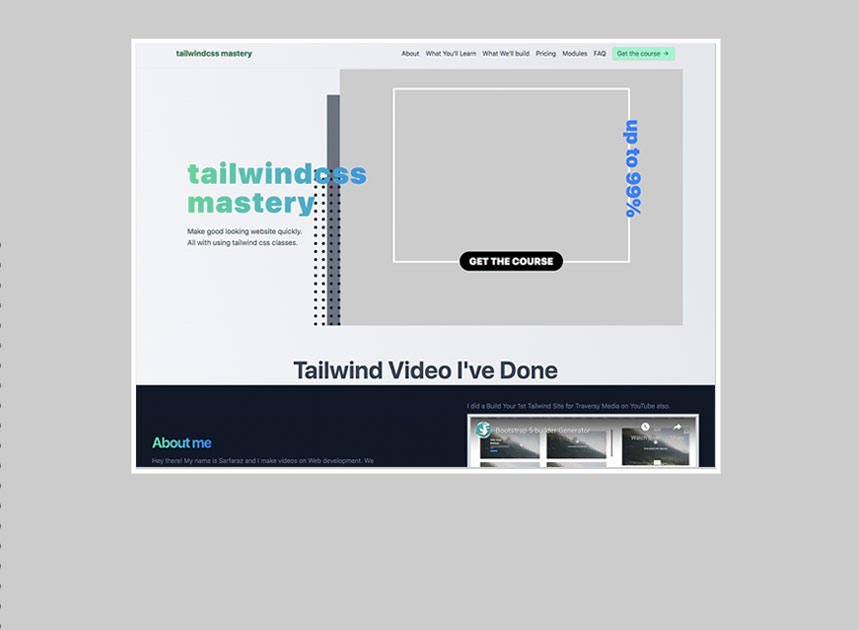 tailwindcss mastery
About What You'll Learn What We'll build Pricing Modules FAQ Get the course →
up to 99%
tailwindcss
mastery
Make good looking website quickly.
All with using tailwind css classes.
GET THE COURSE
Tailwind Video I've Done
I did a Build Your 1st Tailwind Site for Traversy Media on YouTube also.
Bootstrap 5 builder Generator
About me
Hey there! My name is Sarfaraz and I make videos on Web development. We